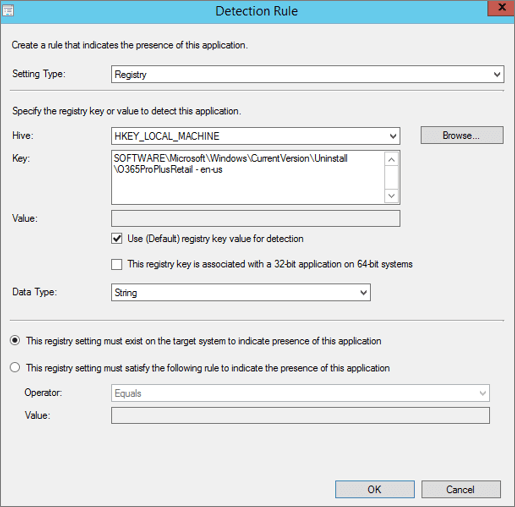 Detection Rule
Create a rule that indicates the presence of this application.
Setting Type:
Registry
Specify the registry key or value to detect this application.
Hive:
HKEY_LOCAL_MACHINE
Browse...
Key:
SOFTWARE\Microsoft\Windows\CurrentVersion\Uninstall
\O365ProPlusRetail - en-us
Value:
Use (Default) registry key value for detection
This registry key is associated with a 32-bit application on 64-bit systems
Data Type:
String
This registry setting must exist on the target system to indicate presence of this application
This registry setting must satisfy the following rule to indicate the presence of this application
Operator:
Equals
Value:
OK
Cancel